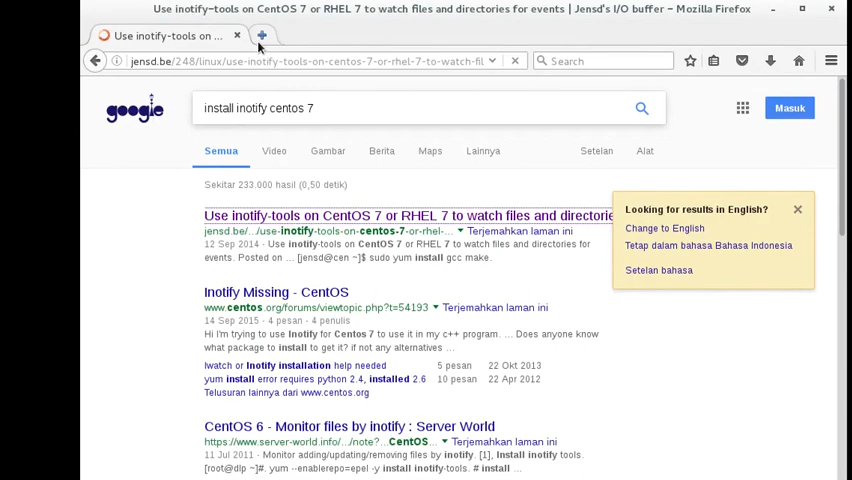 Use inotify-tools on CentOS 7 or RHEL 7 to watch files and directories for events | Jensd's I/O buffer - Mozilla Firefox
Use inotify-tools on ...
jensd.be/248/linux/use-inotify-tools-on-centos-7-or-rhel-7-to-watch-fil
Search
google
install inotify centos 7
Masuk
Semua
Video
Gambar
Berita
Maps
Lainnya
Setelan
Alat
Sekitar 233.000 hasil (0,50 detik)
Looking for results in English?
Change to English
Tetap dalam bahasa Bahasa Indonesia
Setelan bahasa
Use inotify-tools on CentOS 7 or RHEL 7 to watch files and directorie
jensd.be/.../use-inotify-tools-on-centos-7-or-rhel-... Terjemahkan laman ini
12 Sep 2014 - Use inotify-tools on CentOS 7 or RHEL 7 to watch files and directories for
events. Posted on ... [jensd@cen ~]$ sudo yum install gcc make.
Inotify Missing - CentOS
www.centos.org/forums/viewtopic.php?t=54193 Terjemahkan laman ini
14 Sep 2015 - 4 pesan - 4 penulis
Hi I'm trying to use Inotify for Centos 7 to use it in my c++ program. ... Does anyone know
what package to install to get it? if not any alternatives ...
Iwatch or Inotify installation help needed 5 pesan 22 Okt 2013
yum install error requires python 2.4, installed 2.6 10 pesan 22 Apr 2012
Telusuran lainnya dari www.centos.org
CentOS 6 - Monitor files by inotify : Server World
https://www.server-world.info/.../note?...CentOS... Terjemahkan laman ini
11 Jul 2011 - Monitor adding/updating/removing files by inotify. [1], Install inotify tools.
[root@dlp ~]#. yum --enablerepo=epel -y install inotify-tools. # install ...